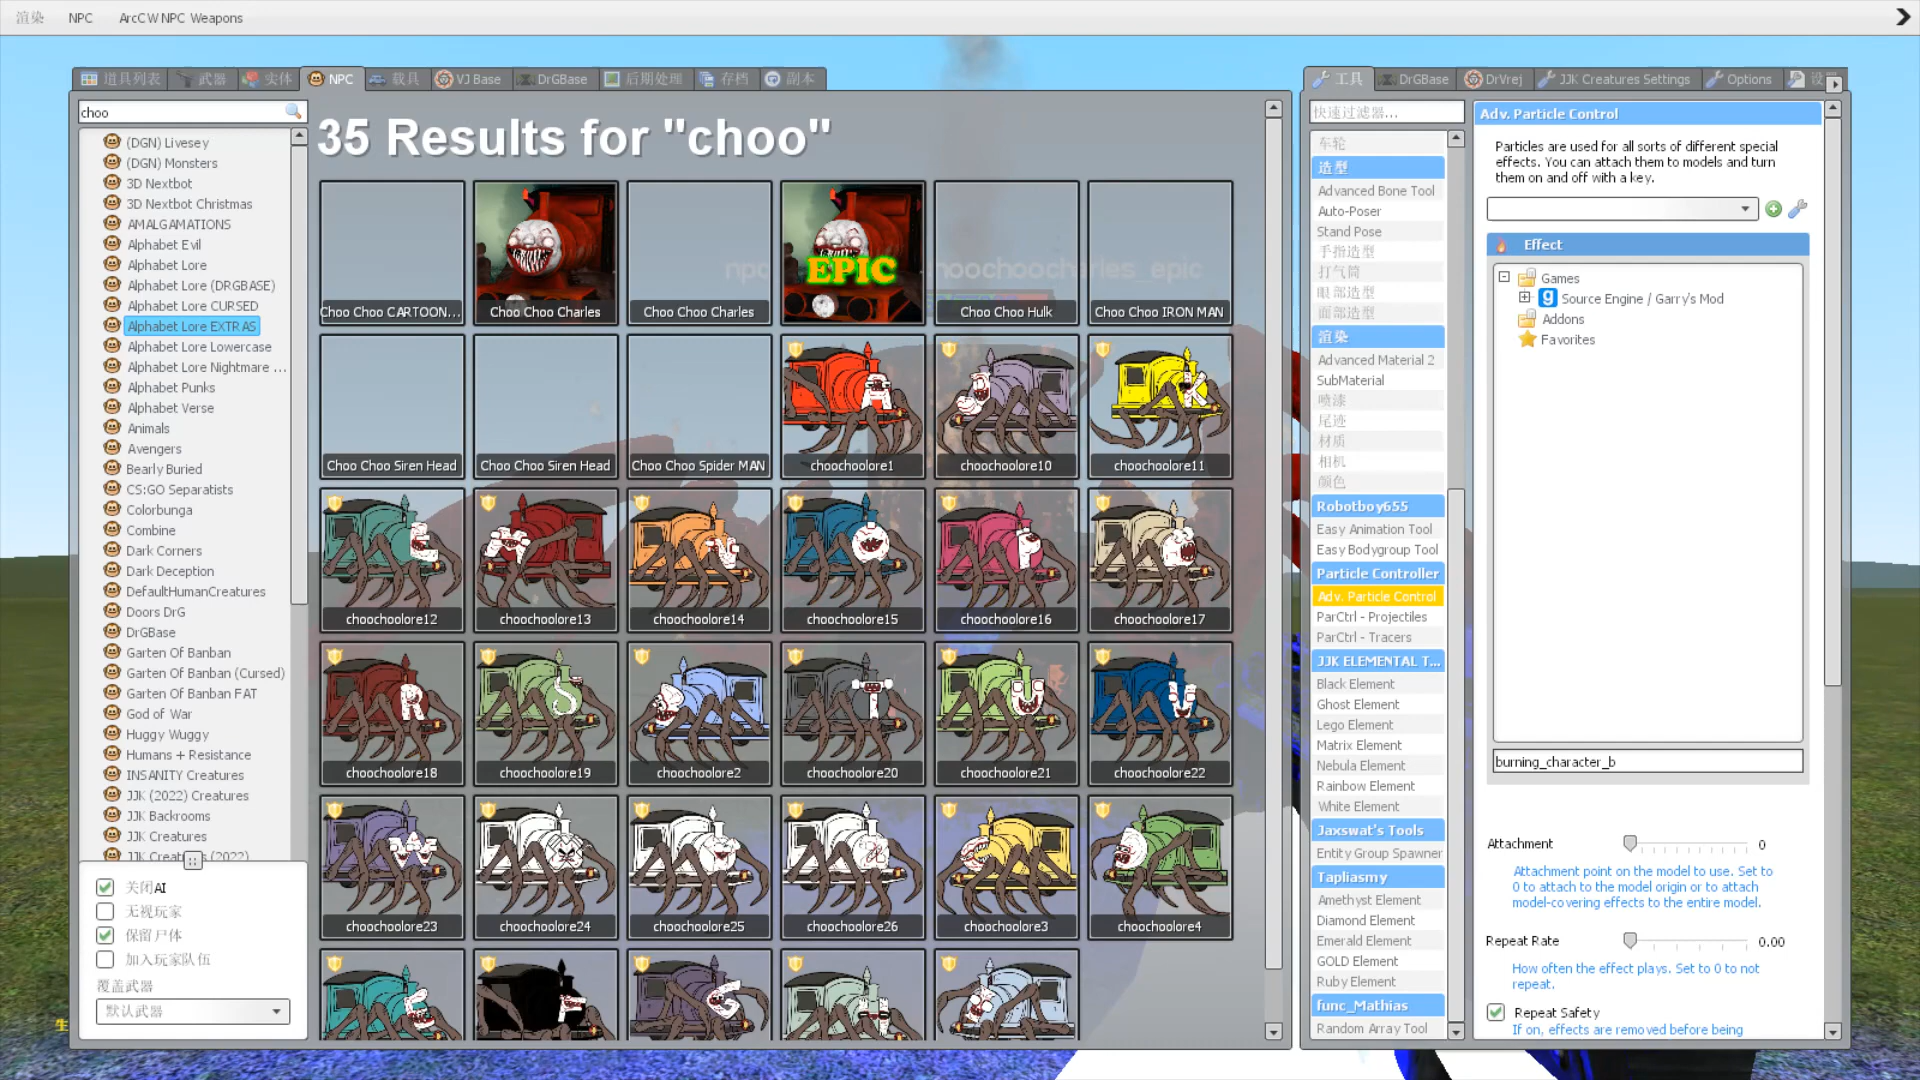 渲染 NPC ArcCW NPC Weapons
道具列表 武器 实体 NPC 载具 VJ Base DrGBase 后期处理 存档 副本
choo
(DGN) Livesey
(DGN) Monsters
3D Nextbot
3D Nextbot Christmas
AMALGAMATIONS
Alphabet Evil
Alphabet Lore
Alphabet Lore (DRGBASE)
Alphabet Lore CURSED
Alphabet Lore EXTRAS
Alphabet Lore Lowercase
Alphabet Lore Nightmare ...
Alphabet Punks
Alphabet Verse
Animals
Avengers
Bearly Buried
CS:GO Separatists
Colorbunga
Combine
Dark Corners
Dark Deception
DefaultHumanCreatures
Doors DrG
DrGBase
Garten Of Banban
Garten Of Banban (Cursed)
Garten Of Banban FAT
God of War
Huggy Wuggy
Humans + Resistance
INSANITY Creatures
JJK (2022) Creatures
JJK Backrooms
JJK Creatures
JJK Creatures (2022)
关闭AI
无视玩家
保留尸体
加入玩家队伍
覆盖武器
默认武器
35 Results for "choo"
EPIC
Choo Choo CARTOON...
Choo Choo Charles
Choo Choo Charles
Choo Choo Hulk
Choo Choo IRON MAN
Choo Choo Siren Head
Choo Choo Siren Head
Choo Choo Spider MAN
choochoolore1
choochoolore10
choochoolore11
choochoolore12
choochoolore13
choochoolore14
choochoolore15
choochoolore16
choochoolore17
choochoolore18
choochoolore19
choochoolore2
choochoolore20
choochoolore21
choochoolore22
choochoolore23
choochoolore24
choochoolore25
choochoolore26
choochoolore3
choochoolore4
工具 DrGBase DrVrej JJK Creatures Settings Options
快速过滤器...
车轮
造型
Advanced Bone Tool
Auto-Poser
Stand Pose
手指造型
打气筒
眼部造型
面部造型
渲染
Advanced Material 2
SubMaterial
喷漆
尾迹
材质
相机
颜色
Robotboy655
Easy Animation Tool
Easy Bodygroup Tool
Particle Controller
Adv. Particle Control
ParCtrl - Projectiles
ParCtrl - Tracers
JJK ELEMENTAL T...
Black Element
Ghost Element
Lego Element
Matrix Element
Nebula Element
Rainbow Element
White Element
Jaxswat's Tools
Entity Group Spawner
Tapliasmy
Amethyst Element
Diamond Element
Emerald Element
GOLD Element
Ruby Element
func_Mathias
Random Array Tool
Adv. Particle Control
Particles are used for all sorts of different special
effects. You can attach them to models and turn
them on and off with a key.
Effect
Games
Source Engine / Garry's Mod
Addons
Favorites
burning_character_b
Attachment 0
Attachment point on the model to use. Set to
0 to attach to the model origin or to attach
model-covering effects to the entire model.
Repeat Rate 0.00
How often the effect plays. Set to 0 to not
repeat.
Repeat Safety
If on, effects are removed before being